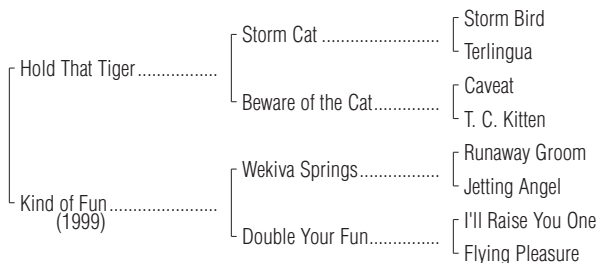 Storm Bird
Storm Cat ..........................
Terlingua
Hold That Tiger.................
Caveat
Beware of the Cat..............
T. C. Kitten
Runaway Groom
Wekiva Springs.................
Jetting Angel
Kind of Fun.......................
(1999)
I'll Raise You One
Double Your Fun...............
Flying Pleasure